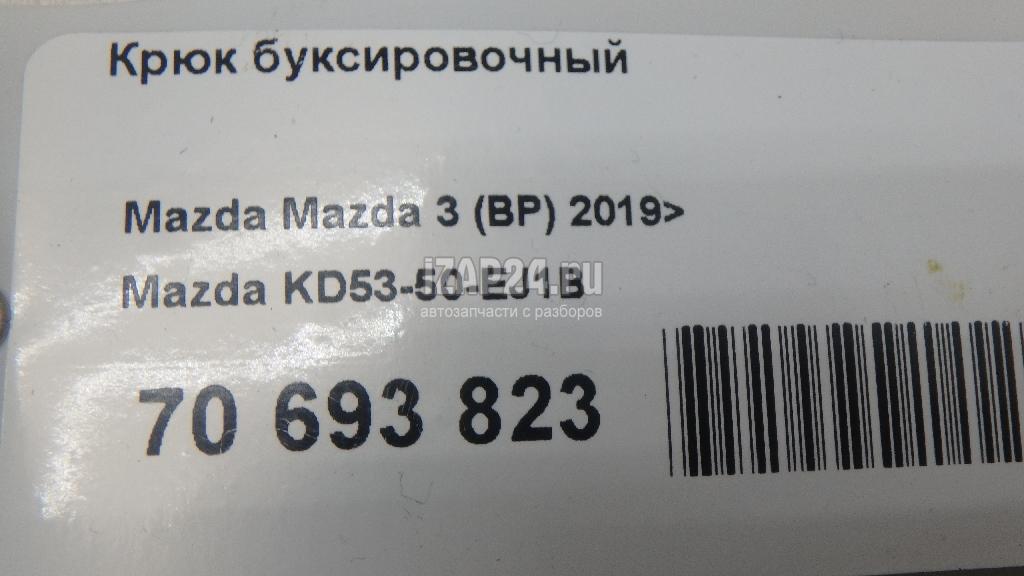 Крюк буксировочный
Mazda Mazda 3 (BP) 2019>
Mazda KD53-50-EJ1B
iZAP24.ru
автозапчасти с разборов
70 693 823